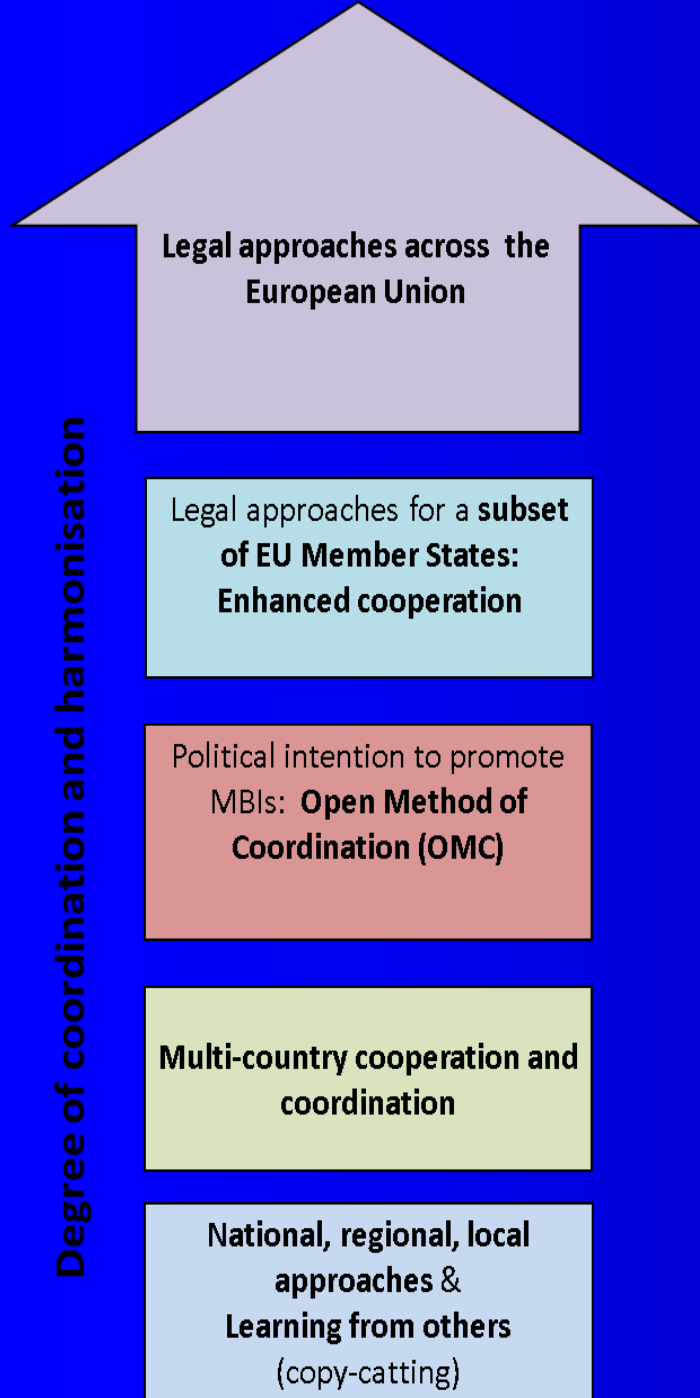 Legal approaches across the
European Union
Legal approaches for a subset
of EU Member States:
Enhanced cooperation
Political intention to promote
MBIs: Open Method of
Coordination (OMC)
Multi-country cooperation and
coordination
National, regional, local
approaches &
Learning from others
(copy-catting)
Degree of coordination and harmonisation